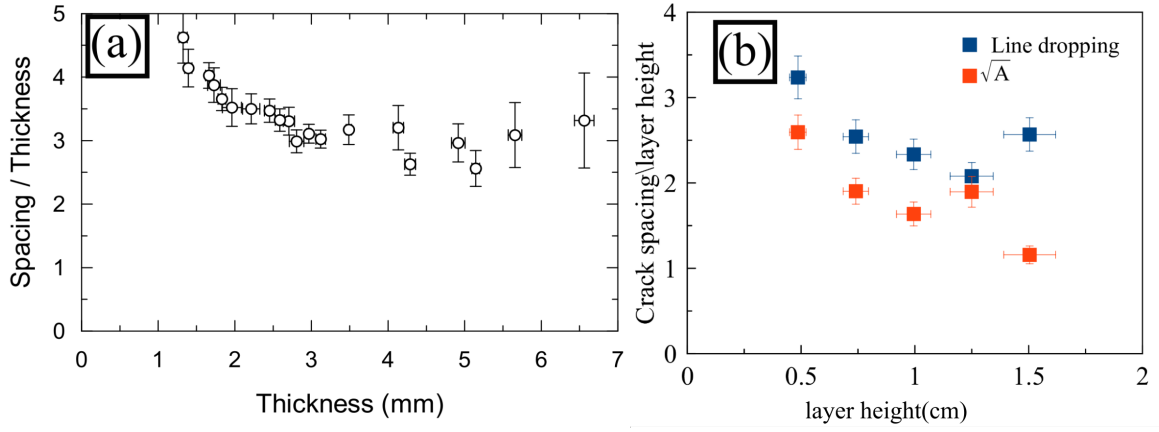 (a)
Spacing / Thickness
5
4
3
2
1
0
0 1 2 3 4 5 6 7
Thickness (mm)
(b)
Crack spacing\layer height
4
3
2
1
0
Line dropping
√A
0 0.5 1 1.5 2
layer height(cm)